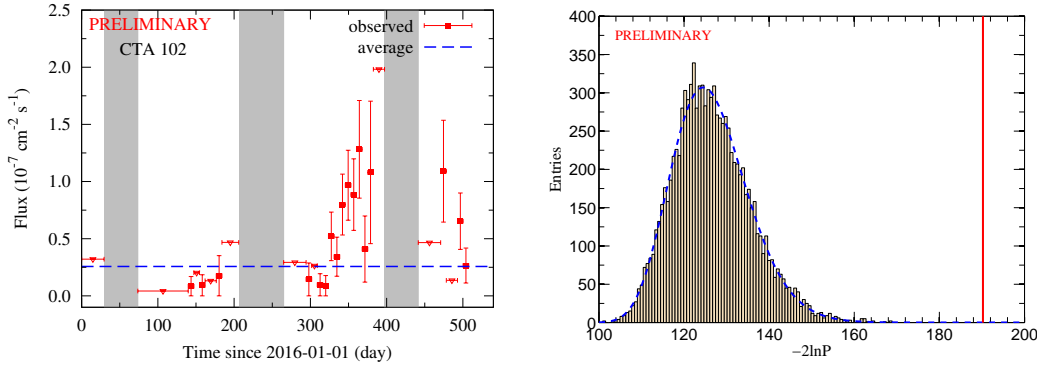 PRELIMINARY
CTA 102
observed
average
Flux (10⁻⁷ cm⁻² s⁻¹)
2.5
2.0
1.5
1.0
0.5
0.0
0 100 200 300 400 500
Time since 2016-01-01 (day)
PRELIMINARY
Entries
400
350
300
250
200
150
100
50
0
100 120 140 160 180 200
−2lnP